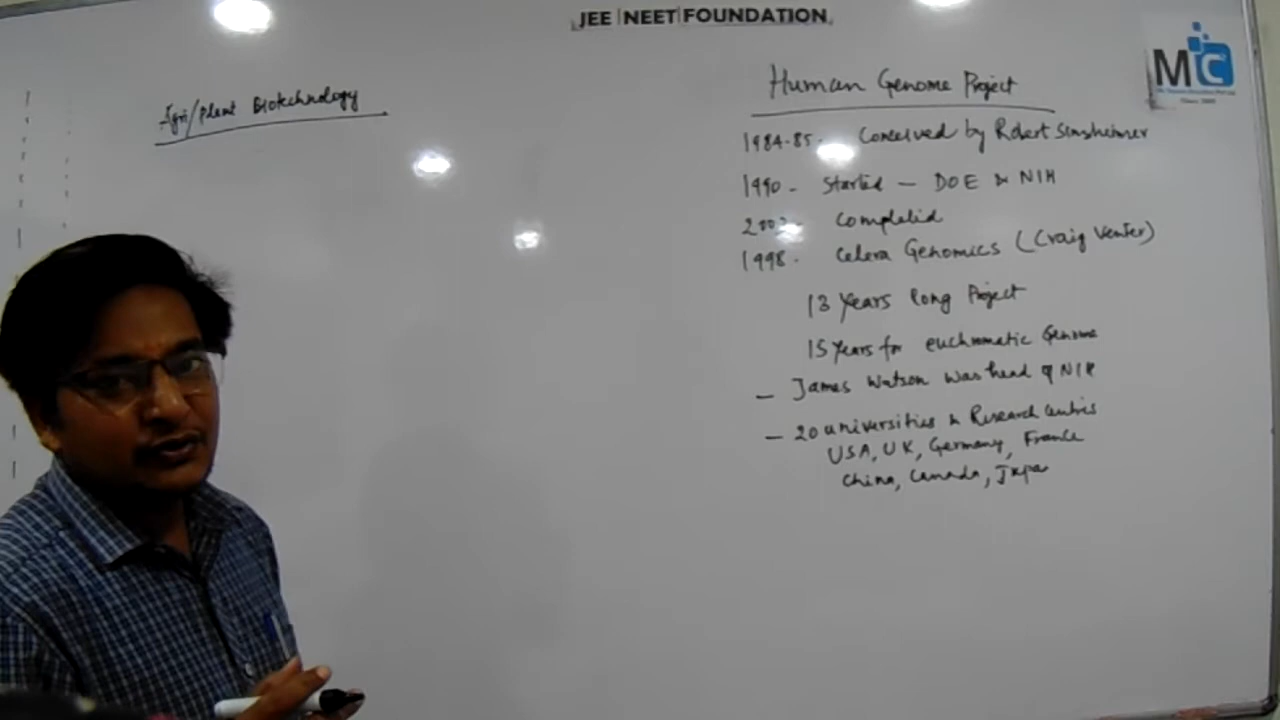 JEE | NEET | FOUNDATION
MC
Agri/Plant Biotechnology
Human Genome Project
1984-85- Conceived by Robert Sinsheimer
1990 - Started - DOE & NIH
2003- Completed
1998 - Celera Genomics (Craig Venter)
13 Years long Project
15 Years for euchromatic Genome
- James Watson was head of NIH
- 20 universities & Research centres
USA, UK, Germany, France
China, Canada, Japan